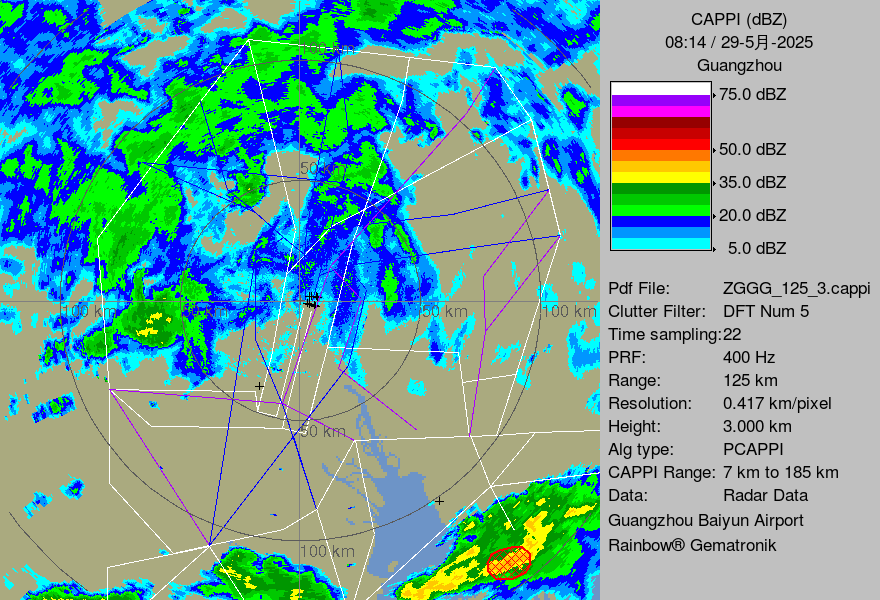 CAPPI (dBZ)
08:14 / 29-5月-2025
Guangzhou
75.0 dBZ
50.0 dBZ
35.0 dBZ
20.0 dBZ
5.0 dBZ
Pdf File: ZGGG_125_3.cappi
Clutter Filter: DFT Num 5
Time sampling:22
PRF: 400 Hz
Range: 125 km
Resolution: 0.417 km/pixel
Height: 3.000 km
Alg type: PCAPPI
CAPPI Range: 7 km to 185 km
Data: Radar Data
Guangzhou Baiyun Airport
Rainbow® Gematronik
100 km
50 km
100 km
50 km
100 km